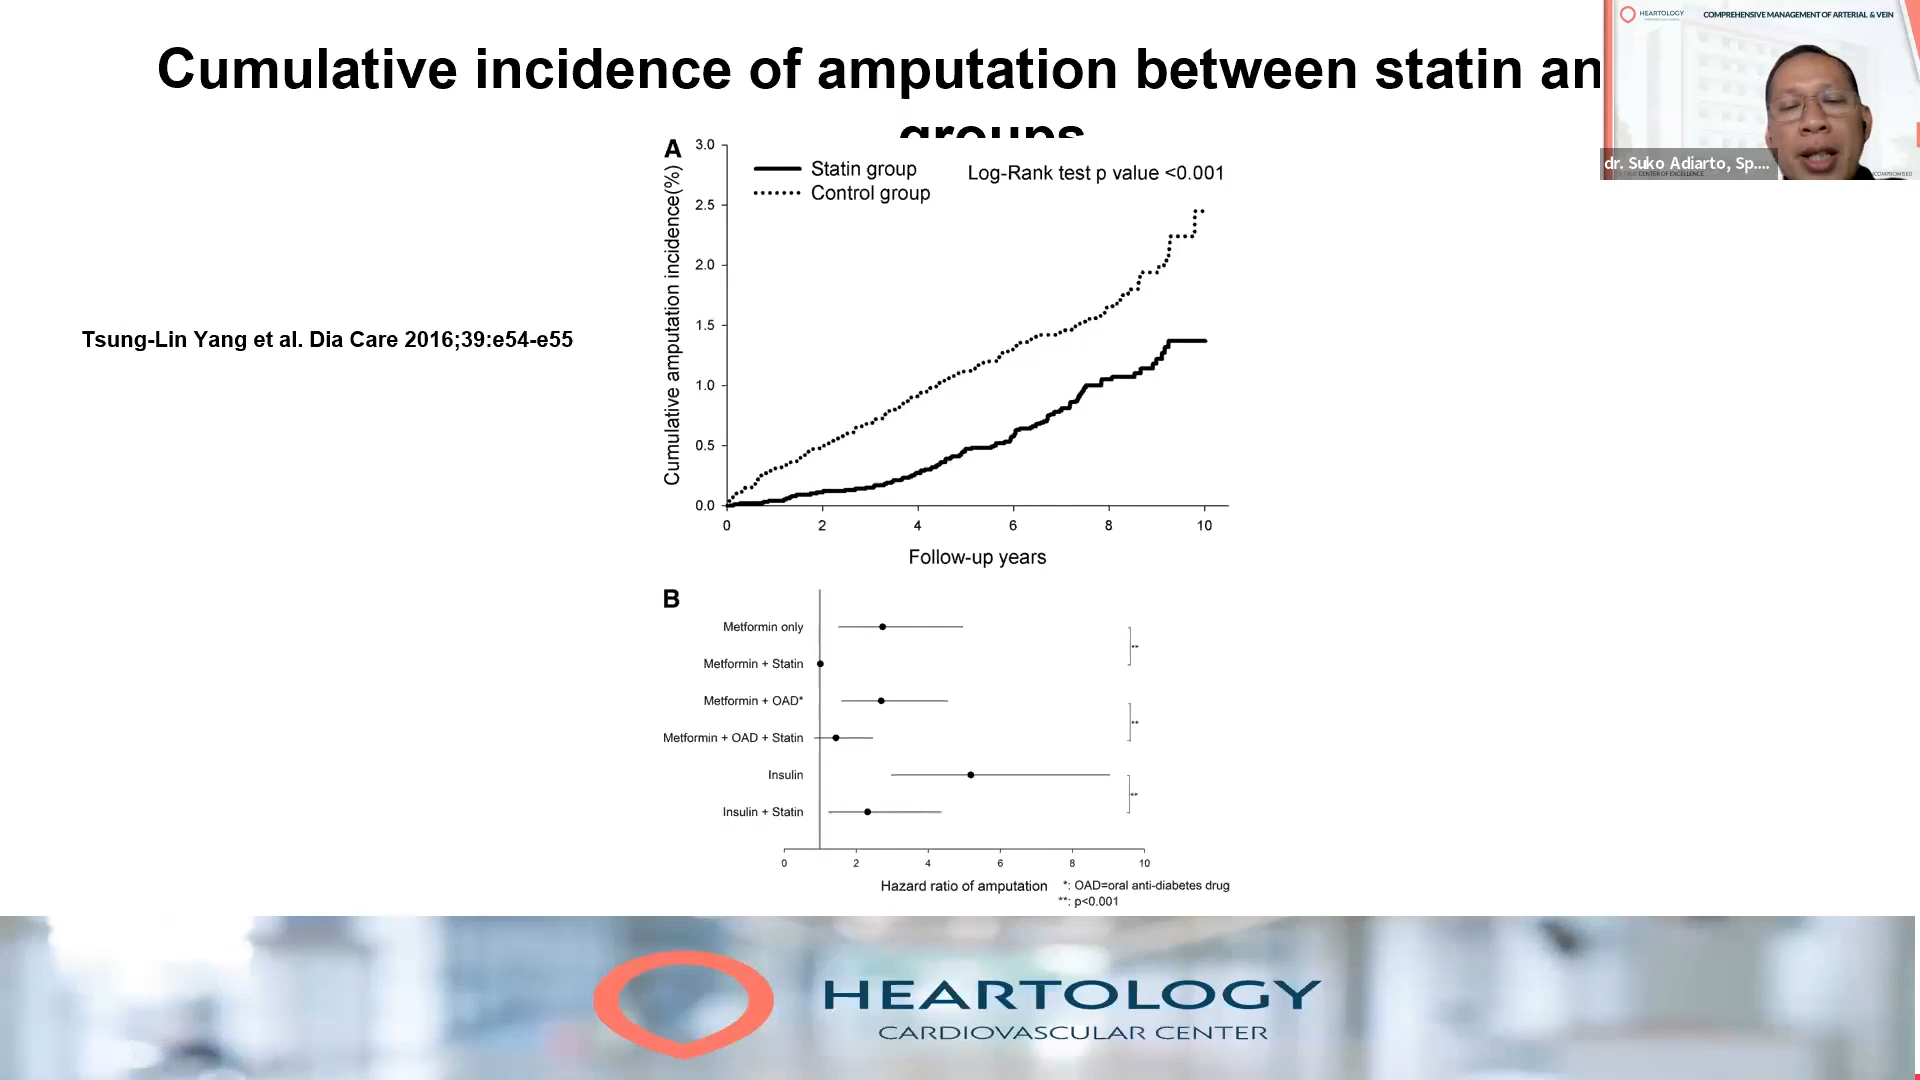 Cumulative incidence of amputation between statin an
groups
HEARTOLOGY
COMPREHENSIVE MANAGEMENT OF ARTERIAL & VEIN
dr. Suko Adiarto, Sp....
CENTER OF EXCELLENCE
Tsung-Lin Yang et al. Dia Care 2016;39:e54-e55
A
Statin group
Control group
Log-Rank test p value <0.001
Cumulative amputation incidence(%)
3.0
2.5
2.0
1.5
1.0
0.5
0.0
0 2 4 6 8 10
Follow-up years
B
Metformin only
Metformin + Statin
Metformin + OAD*
Metformin + OAD + Statin
Insulin
Insulin + Statin
**
**
**
0 2 4 6 8 10
Hazard ratio of amputation
*: OAD=oral anti-diabetes drug
**: p<0.001
HEARTOLOGY
CARDIOVASCULAR CENTER